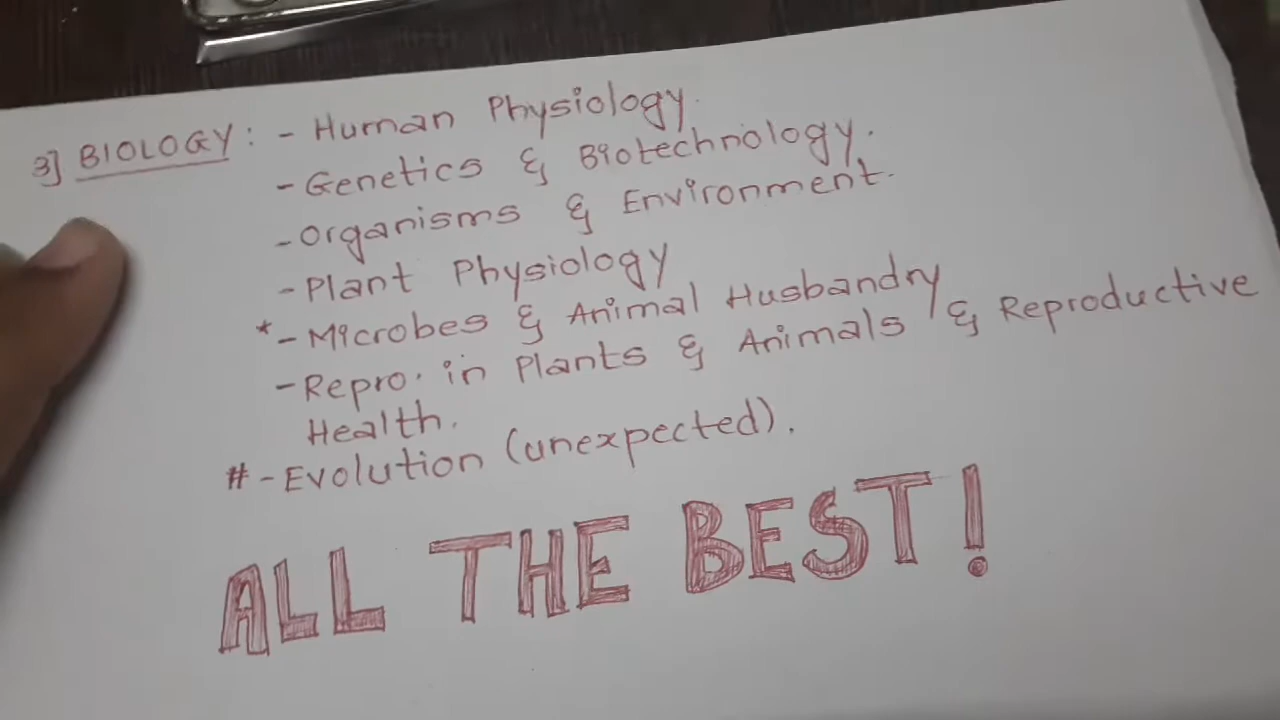 3] BIOLOGY : - Human Physiology.
- Genetics & Biotechnology.
- Organisms & Environment.
- Plant Physiology
* - Microbes & Animal Husbandry
- Repro. in Plants & Animals & Reproductive
Health.
# - Evolution (unexpected).
ALL THE BEST!